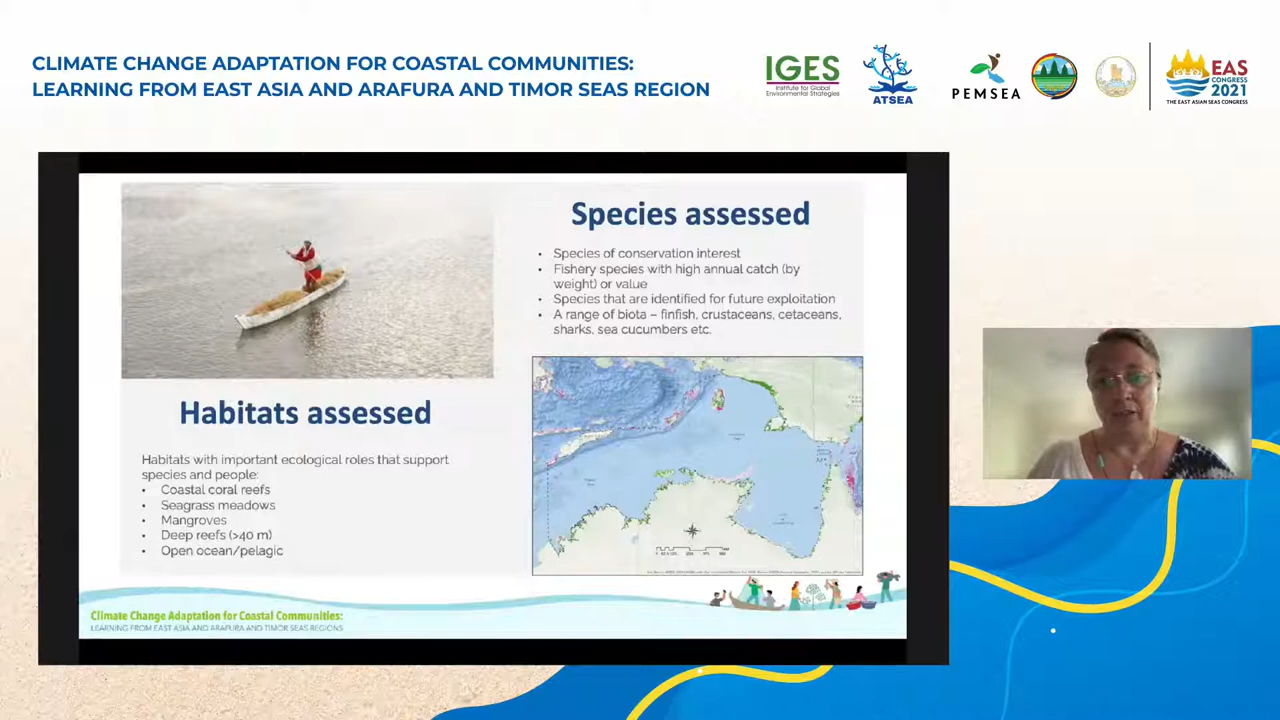 CLIMATE CHANGE ADAPTATION FOR COASTAL COMMUNITIES:
LEARNING FROM EAST ASIA AND ARAFURA AND TIMOR SEAS REGION
IGES
Institute for Global
Environmental Strategies
ATSEA
PEMSEA
EAS
CONGRESS
2021
THE EAST ASIAN SEAS CONGRESS
Species assessed
• Species of conservation interest
• Fishery species with high annual catch (by
weight) or value
• Species that are identified for future exploitation
• A range of biota – finfish, crustaceans, cetaceans,
sharks, sea cucumbers etc.
Habitats assessed
Habitats with important ecological roles that support
species and people:
• Coastal coral reefs
• Seagrass meadows
• Mangroves
• Deep reefs (>40 m)
• Open ocean/pelagic
Climate Change Adaptation for Coastal Communities:
LEARNING FROM EAST ASIA AND ARAFURA AND TIMOR SEAS REGIONS